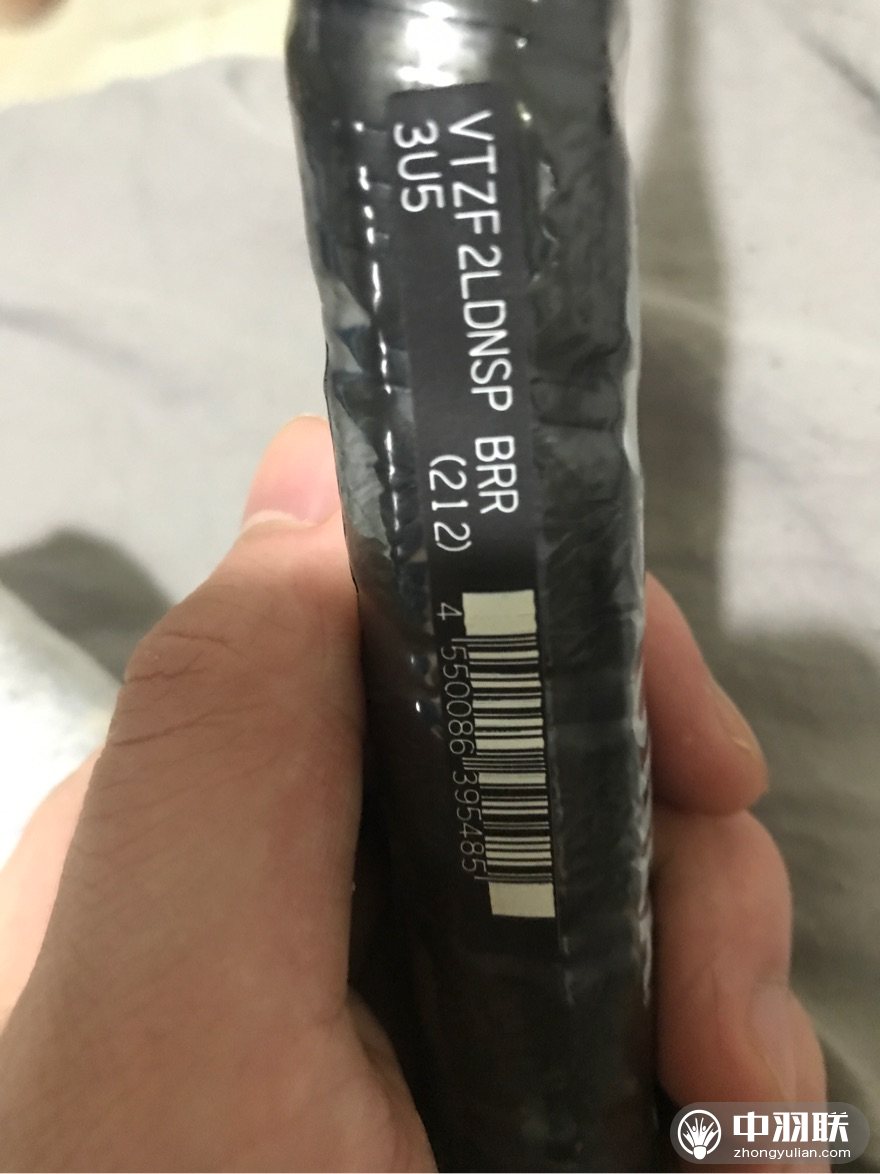 VTZF2LDNSP BRR
3U5
(212)
4 550086 395485
中羽联
zhongyulian.com